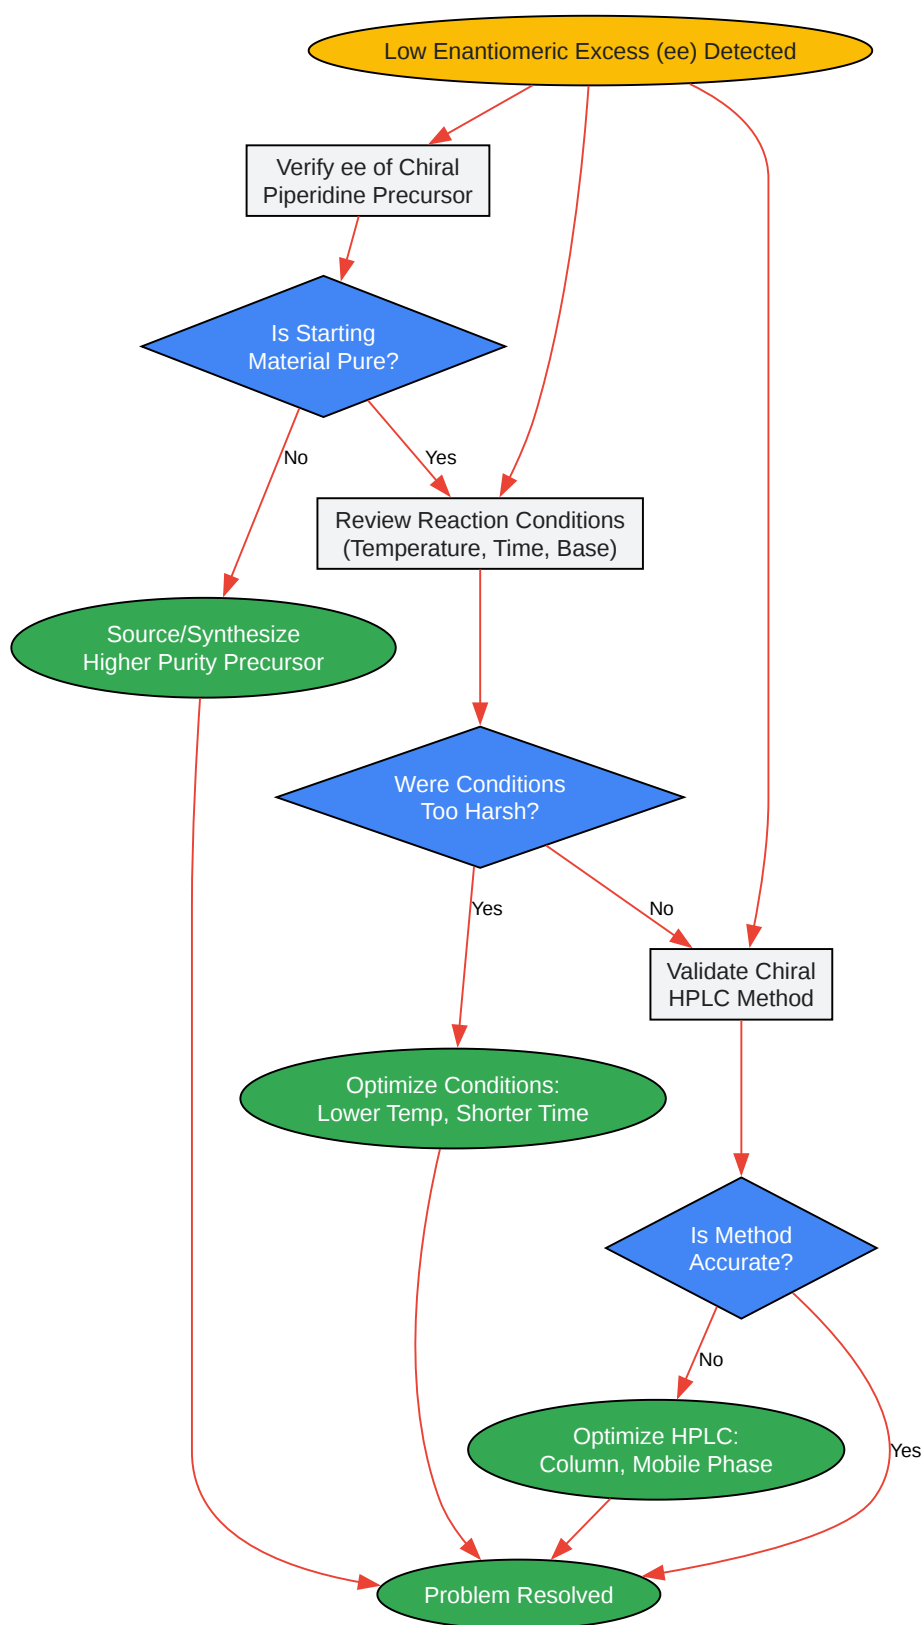 Low Enantiomeric Excess (ee) Detected
Verify ee of Chiral
Piperidine Precursor
Is Starting
Material Pure?
No
Yes
Review Reaction Conditions
(Temperature, Time, Base)
Source/Synthesize
Higher Purity Precursor
Were Conditions
Too Harsh?
Yes
No
Validate Chiral
HPLC Method
Optimize Conditions:
Lower Temp, Shorter Time
Is Method
Accurate?
No
Yes
Optimize HPLC:
Column, Mobile Phase
Problem Resolved